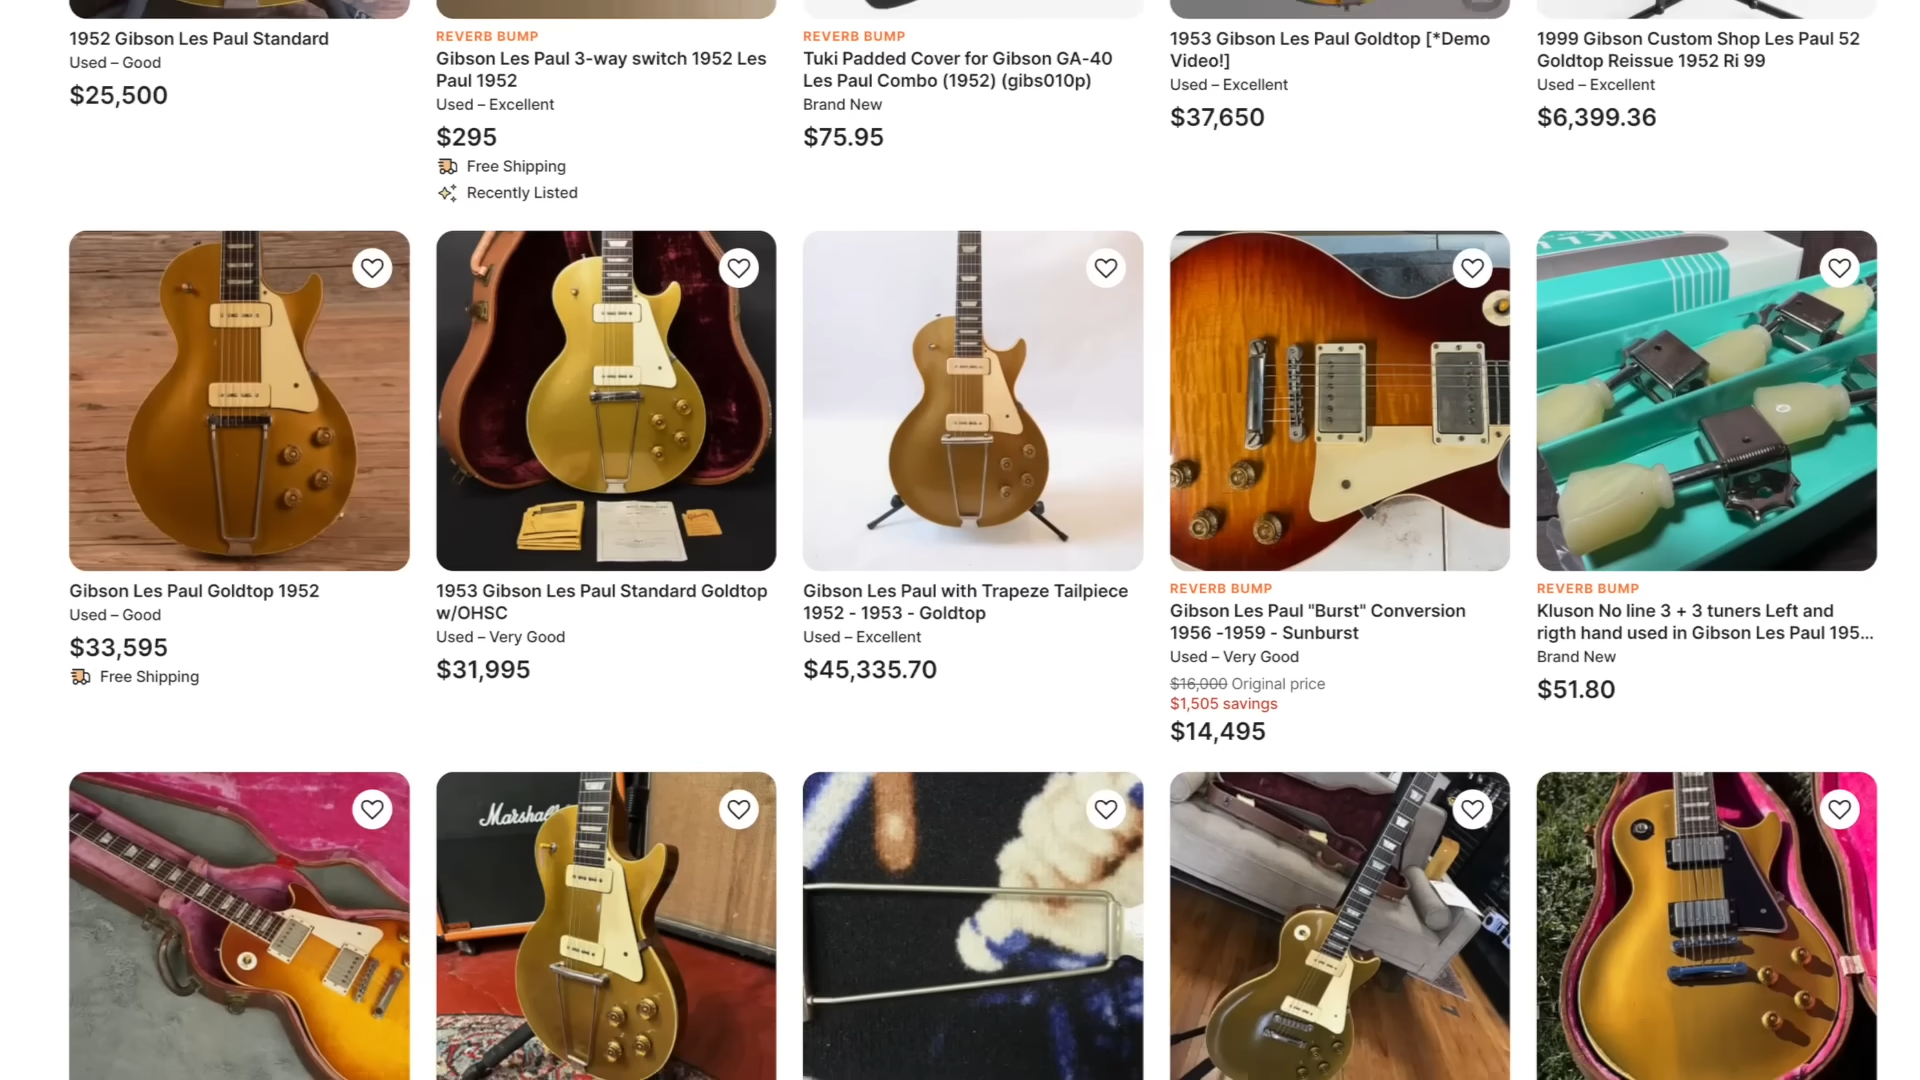 1952 Gibson Les Paul Standard
Used – Good
$25,500
REVERB BUMP
Gibson Les Paul 3-way switch 1952 Les
Paul 1952
Used – Excellent
$295
Free Shipping
Recently Listed
REVERB BUMP
Tuki Padded Cover for Gibson GA-40
Les Paul Combo (1952) (gibs010p)
Brand New
$75.95
1953 Gibson Les Paul Goldtop [*Demo
Video!]
Used – Excellent
$37,650
1999 Gibson Custom Shop Les Paul 52
Goldtop Reissue 1952 Ri 99
Used – Excellent
$6,399.36
Gibson Les Paul Goldtop 1952
Used – Good
$33,595
Free Shipping
1953 Gibson Les Paul Standard Goldtop
w/OHSC
Used – Very Good
$31,995
Gibson Les Paul with Trapeze Tailpiece
1952 - 1953 - Goldtop
Used – Excellent
$45,335.70
REVERB BUMP
Gibson Les Paul "Burst" Conversion
1956 -1959 - Sunburst
Used – Very Good
$16,000 Original price
$1,505 savings
$14,495
REVERB BUMP
Kluson No line 3 + 3 tuners Left and
rigth hand used in Gibson Les Paul 195...
Brand New
$51.80
Marshall